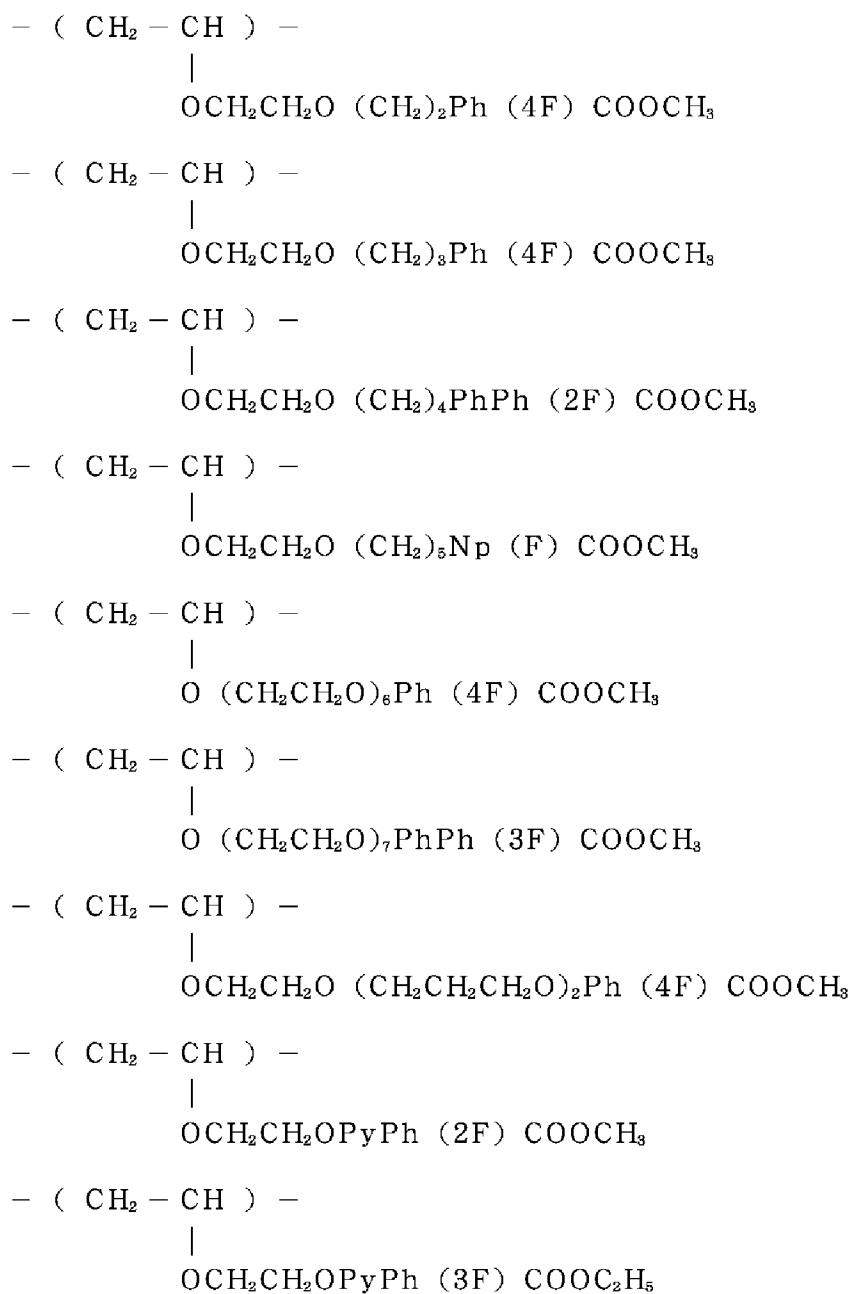 — ( CH₂ — CH ) —
|
OCH₂CH₂O (CH₂)₂Ph (4F) COOCH₃
— ( CH₂ — CH ) —
|
OCH₂CH₂O (CH₂)₃Ph (4F) COOCH₃
— ( CH₂ — CH ) —
|
OCH₂CH₂O (CH₂)₄PhPh (2F) COOCH₃
— ( CH₂ — CH ) —
|
OCH₂CH₂O (CH₂)₅Np (F) COOCH₃
— ( CH₂ — CH ) —
|
O (CH₂CH₂O)₆Ph (4F) COOCH₃
— ( CH₂ — CH ) —
|
O (CH₂CH₂O)₇PhPh (3F) COOCH₃
— ( CH₂ — CH ) —
|
OCH₂CH₂O (CH₂CH₂CH₂O)₂Ph (4F) COOCH₃
— ( CH₂ — CH ) —
|
OCH₂CH₂OPyPh (2F) COOCH₃
— ( CH₂ — CH ) —
|
OCH₂CH₂OPyPh (3F) COOC₂H₅